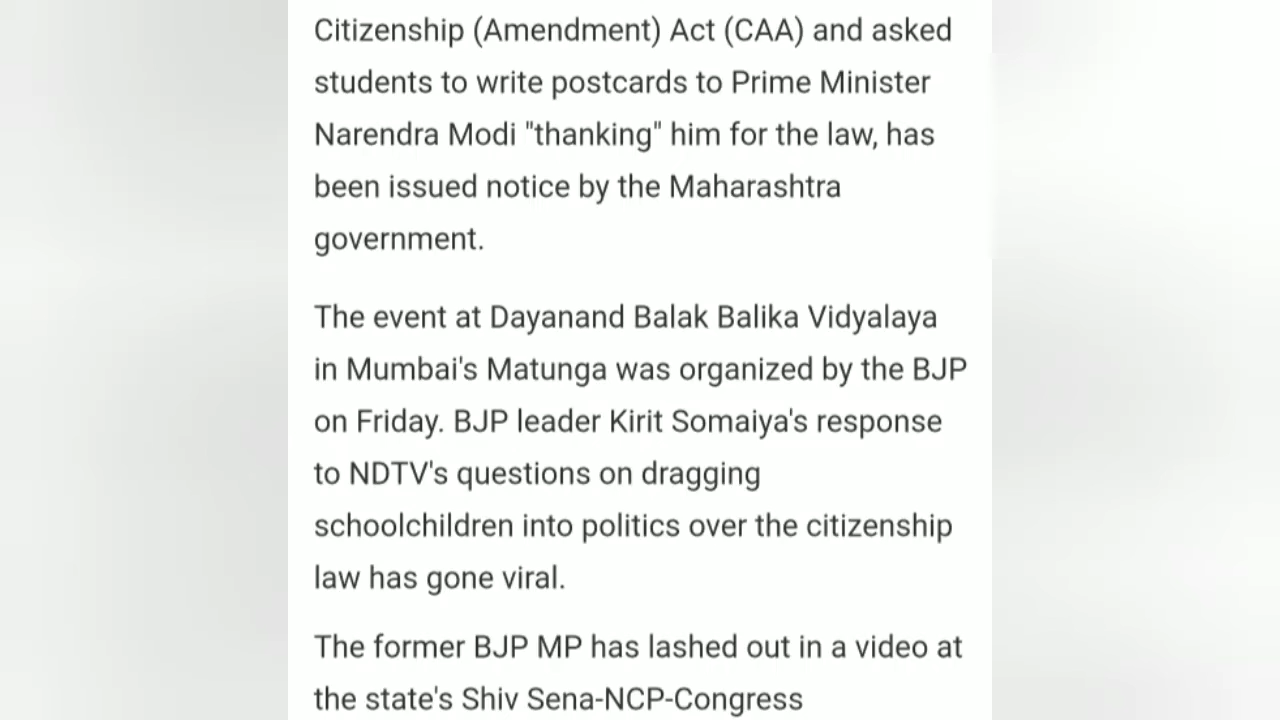 Citizenship (Amendment) Act (CAA) and asked
students to write postcards to Prime Minister
Narendra Modi "thanking" him for the law, has
been issued notice by the Maharashtra
government.
The event at Dayanand Balak Balika Vidyalaya
in Mumbai's Matunga was organized by the BJP
on Friday. BJP leader Kirit Somaiya's response
to NDTV's questions on dragging
schoolchildren into politics over the citizenship
law has gone viral.
The former BJP MP has lashed out in a video at
the state's Shiv Sena-NCP-Congress